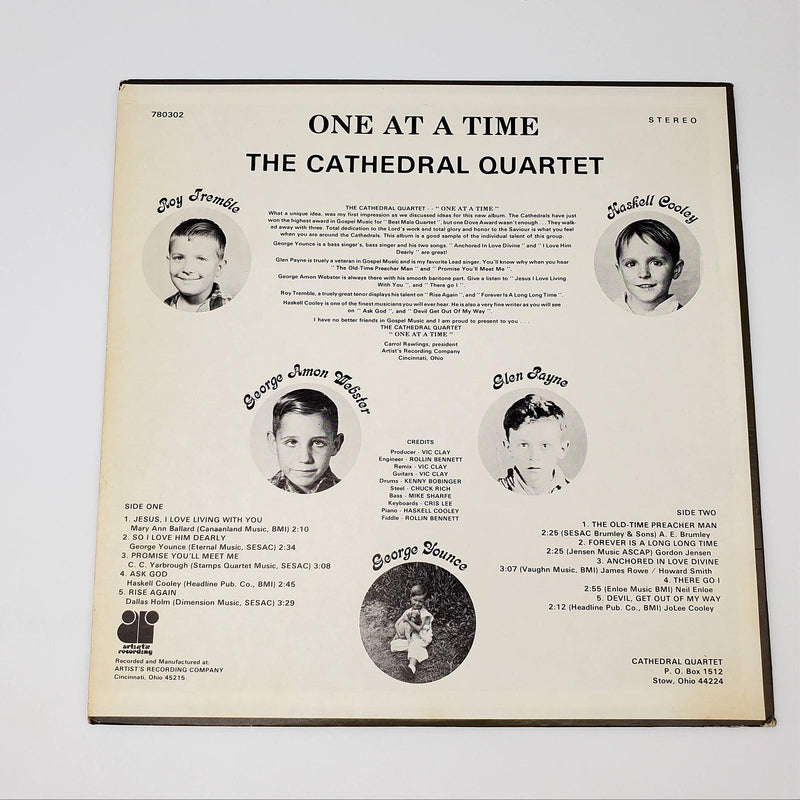 780302
ONE AT A TIME
STEREO
THE CATHEDRAL QUARTET
Roy Tremble
Haskell Cooley
THE CATHEDRAL QUARTET - - " ONE AT A TIME "
What a unique idea, was my first impression as we discussed ideas for this new album. The Cathedrals have just
won the highest award in Gospel Music for " Best Male Quartet ", but one Dove Award wasn't enough . . . They walk-
ed away with three. Total dedication to the Lord's work and total glory and honor to the Saviour is what you feel
when you are around the Cathedrals. This album is a good sample of the individual talent of this group.
George Younce is a bass singer's, bass singer and his two songs. " Anchored In Love Divine " and " I Love Him
Dearly " are great!
Glen Payne is truely a veteran in Gospel Music and is my favorite Lead singer. You'll know why when you hear
" The Old-Time Preacher Man " and " Promise You'll Meet Me ".
George Amon Webster is always there with his smooth baritone part. Give a listen to " Jesus I Love Living
With You ", and " There go I ".
Roy Tremble, a truely great tenor displays his talent on " Rise Again ", and " Forever Is A Long Long Time ".
Haskell Cooley is one of the finest musicians you will ever hear. He is also a very fine writer as you will see
on " Ask God ", and " Devil Get Out Of My Way ".
I have no better friends in Gospel Music and I am proud to present to you . . .
THE CATHEDRAL QUARTET
" ONE AT A TIME "
Carrol Rawlings, president
Artist's Recording Company
Cincinnati, Ohio
George Amon Webster
Glen Payne
CREDITS
Producer - VIC CLAY
Engineer - ROLLIN BENNETT
Remix - VIC CLAY
Guitars - VIC CLAY
Drums - KENNY BOBINGER
Steel - CHUCK RICH
Bass - MIKE SHARFE
Keyboards - CRIS LEE
Piano - HASKELL COOLEY
Fiddle - ROLLIN BENNETT
SIDE ONE
1. JESUS, I LOVE LIVING WITH YOU
Mary Ann Ballard (Canaanland Music, BMI) 2:10
2. SO I LOVE HIM DEARLY
George Younce (Eternal Music, SESAC) 2:34
3. PROMISE YOU'LL MEET ME
C. C. Yarbrough (Stamps Quartet Music, SESAC) 3:08
4. ASK GOD
Haskell Cooley (Headline Pub. Co., BMI) 2:45
5. RISE AGAIN
Dallas Holm (Dimension Music, SESAC) 3:29
SIDE TWO
1. THE OLD-TIME PREACHER MAN
2:25 (SESAC Brumley & Sons) A. E. Brumley
2. FOREVER IS A LONG LONG TIME
2:25 (Jensen Music ASCAP) Gordon Jensen
3. ANCHORED IN LOVE DIVINE
3:07 (Vaughn Music, BMI) James Rowe / Howard Smith
4. THERE GO I
2:55 (Enloe Music BMI) Neil Enloe
5. DEVIL, GET OUT OF MY WAY
2:12 (Headline Pub. Co., BMI) JoLee Cooley
George Younce
ar
artist's
recording
Recorded and Manufactured at:
ARTIST'S RECORDING COMPANY
Cincinnati, Ohio 45215
CATHEDRAL QUARTET
P. O. Box 1512
Stow, Ohio 44224